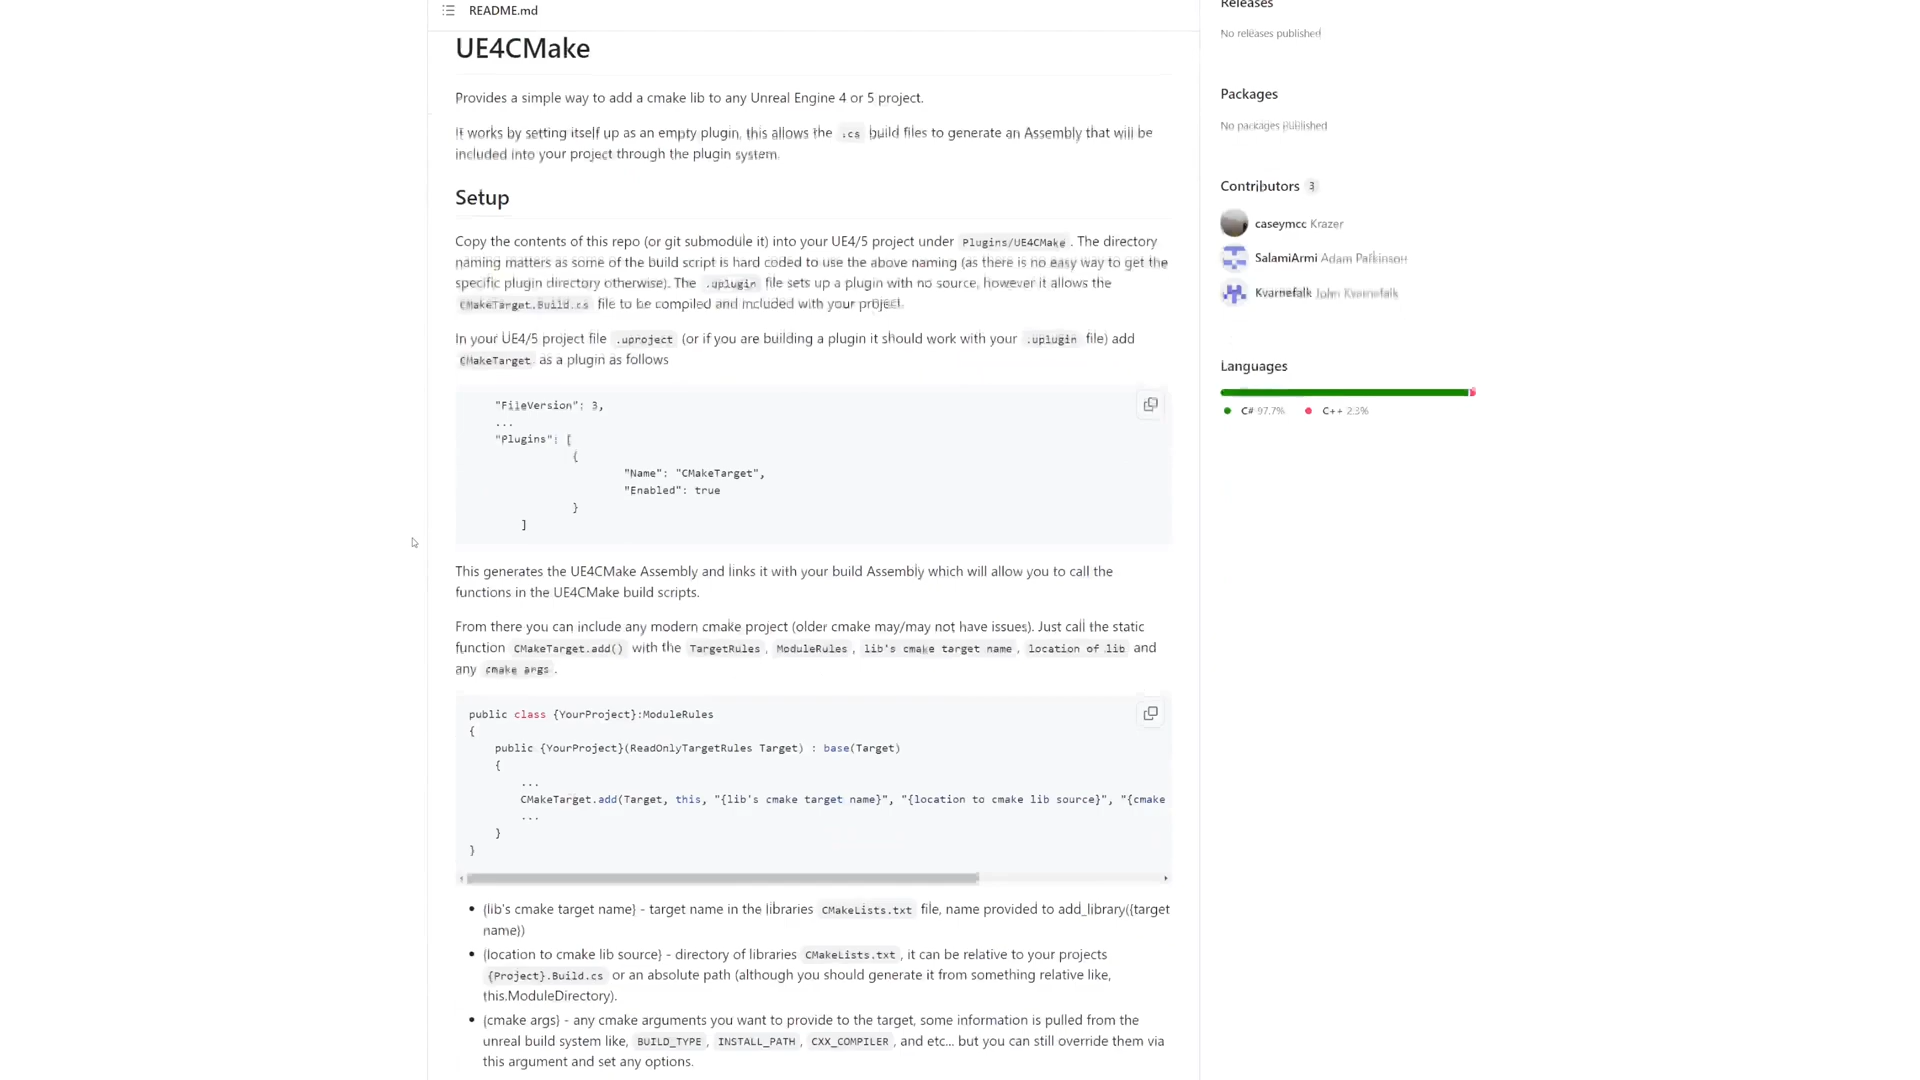 README.md
UE4CMake
Provides a simple way to add a cmake lib to any Unreal Engine 4 or 5 project.
It works by setting itself up as an empty plugin, this allows the .cs build files to generate an Assembly that will be
included into your project through the plugin system.
Setup
Copy the contents of this repo (or git submodule it) into your UE4/5 project under Plugins/UE4CMake . The directory
naming matters as some of the build script is hard coded to use the above naming (as there is no easy way to get the
specific plugin directory otherwise). The .uplugin file sets up a plugin with no source, however it allows the
CMakeTarget.Build.cs file to be compiled and included with your project.
In your UE4/5 project file .uproject (or if you are building a plugin it should work with your .uplugin file) add
CMakeTarget as a plugin as follows
"FileVersion": 3,
...
"Plugins": [
{
"Name": "CMakeTarget",
"Enabled": true
}
]
This generates the UE4CMake Assembly and links it with your build Assembly which will allow you to call the
functions in the UE4CMake build scripts.
From there you can include any modern cmake project (older cmake may/may not have issues). Just call the static
function CMakeTarget.add() with the TargetRules , ModuleRules , lib's cmake target name , location of lib and
any cmake args .
public class {YourProject}:ModuleRules
{
public {YourProject}(ReadOnlyTargetRules Target) : base(Target)
{
...
CMakeTarget.add(Target, this, "{lib's cmake target name}", "{location to cmake lib source}", "{cmake
...
}
}
• {lib's cmake target name} - target name in the libraries CMakeLists.txt file, name provided to add_library({target
name})
• {location to cmake lib source} - directory of libraries CMakeLists.txt , it can be relative to your projects
{Project}.Build.cs or an absolute path (although you should generate it from something relative like,
this.ModuleDirectory).
• {cmake args} - any cmake arguments you want to provide to the target, some information is pulled from the
unreal build system like, BUILD_TYPE , INSTALL_PATH , CXX_COMPILER , and etc... but you can still override them via
this argument and set any options.
Releases
No releases published
Packages
No packages published
Contributors 3
caseymcc Krazer
SalamiArmi Adam Parkinson
Kvarnefalk John Kvarnefalk
Languages
C# 97.7% C++ 2.3%